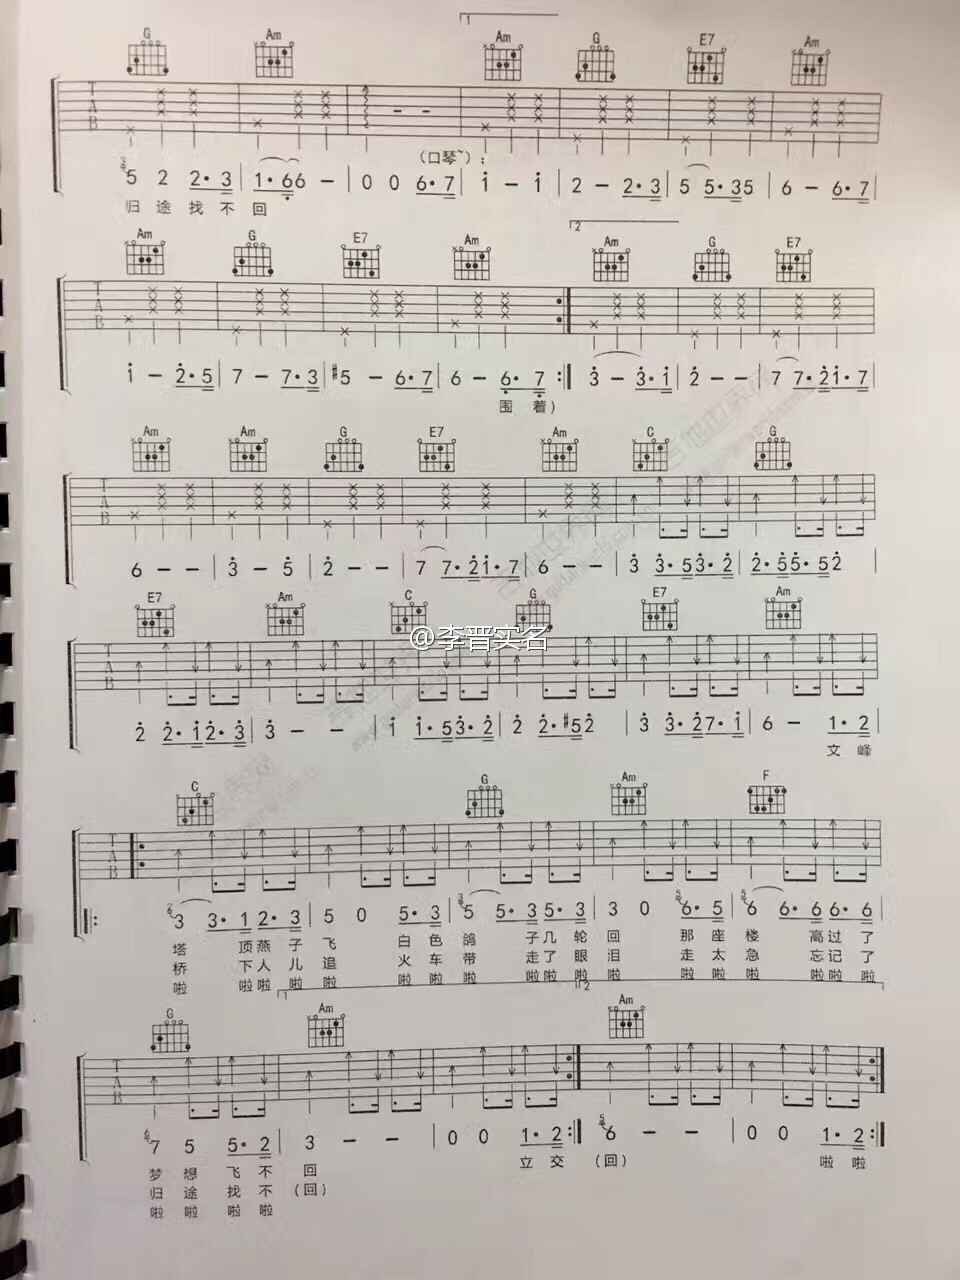 1
G Am Am G E7 Am
T A B
(口琴~):
5 2 2·3 | 1·66 – | 0 0 6·7 | i – i | 2 – 2·3 | 5 5·35 | 6 – 6·7 |
归途找不回
2
Am G E7 Am Am G E7
T A B
i – 2·5 | 7 – 7·3 | #5 – 6·7 | 6 – 6·7 :| 3 – 3·i | 2 – – | 7 7·2i·7 |
围着)
Am Am G E7 Am C G
T A B
6 – – | 3 – 5 | 2 – – | 7 7·2i·7 | 6 – – | 3 3·53·2 | 2·55·52 |
E7 Am C G E7 Am
@李晋实名
T A B
2 2·i2·3 | 3 – – | i i·53·2 | 2 2·#52 | 3 3·27·i | 6 – 1·2 |
文峰
C G Am F
T A B
|: 3 3·1 2·3 | 5 0 5·3 | 5 5·3 5·3 | 3 0 6·5 | 6 6·6 6·6 |
塔 顶燕子飞 白色鸽 子几轮回 那座楼 高过了
桥 下人儿追 火车带 走了眼泪 走太急 忘记了
啦 啦啦啦啦 啦啦啦 啦啦啦啦 啦啦啦 啦啦啦
1 2
G Am Am
T A B
7 5 5·2 | 3 – – | 0 0 1·2 :| 6 – – | 0 0 1·2 :|
梦想飞不回 立交(回) 啦啦
归途找不(回)
啦啦啦啦